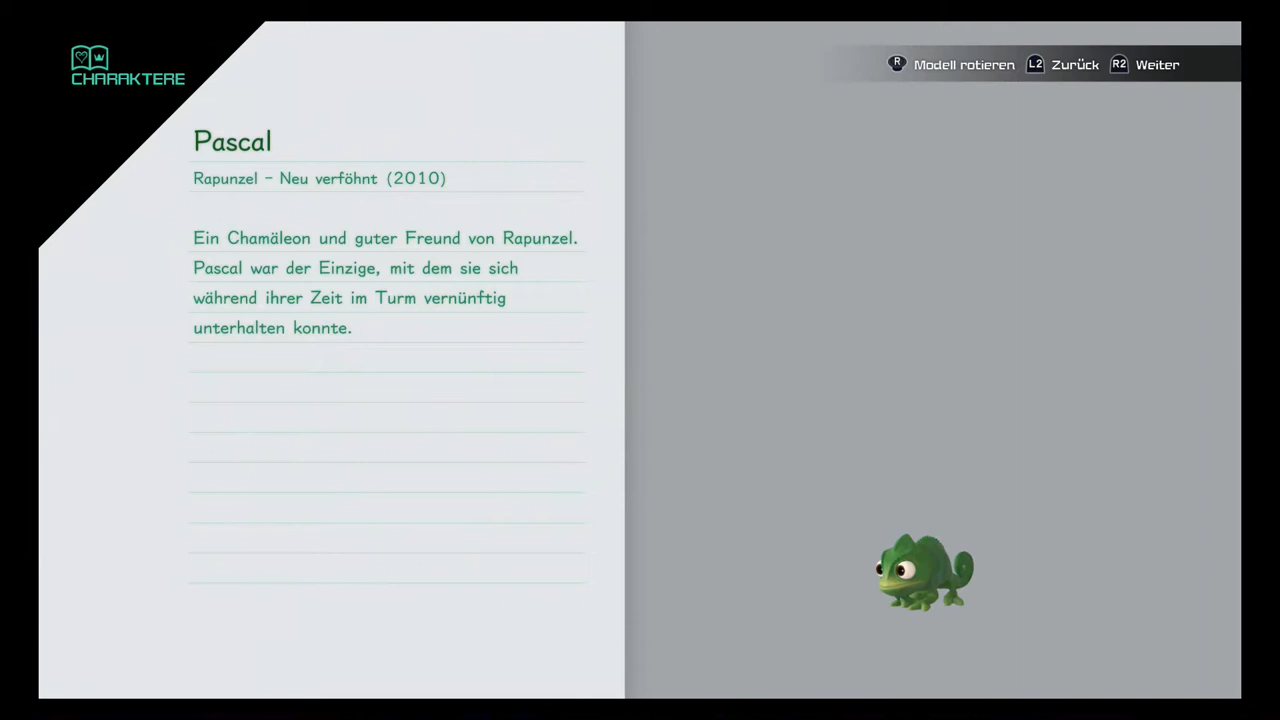 CHARAKTERE
R Modell rotieren L2 Zurück R2 Weiter
Pascal
Rapunzel – Neu verföhnt (2010)
Ein Chamäleon und guter Freund von Rapunzel.
Pascal war der Einzige, mit dem sie sich
während ihrer Zeit im Turm vernünftig
unterhalten konnte.